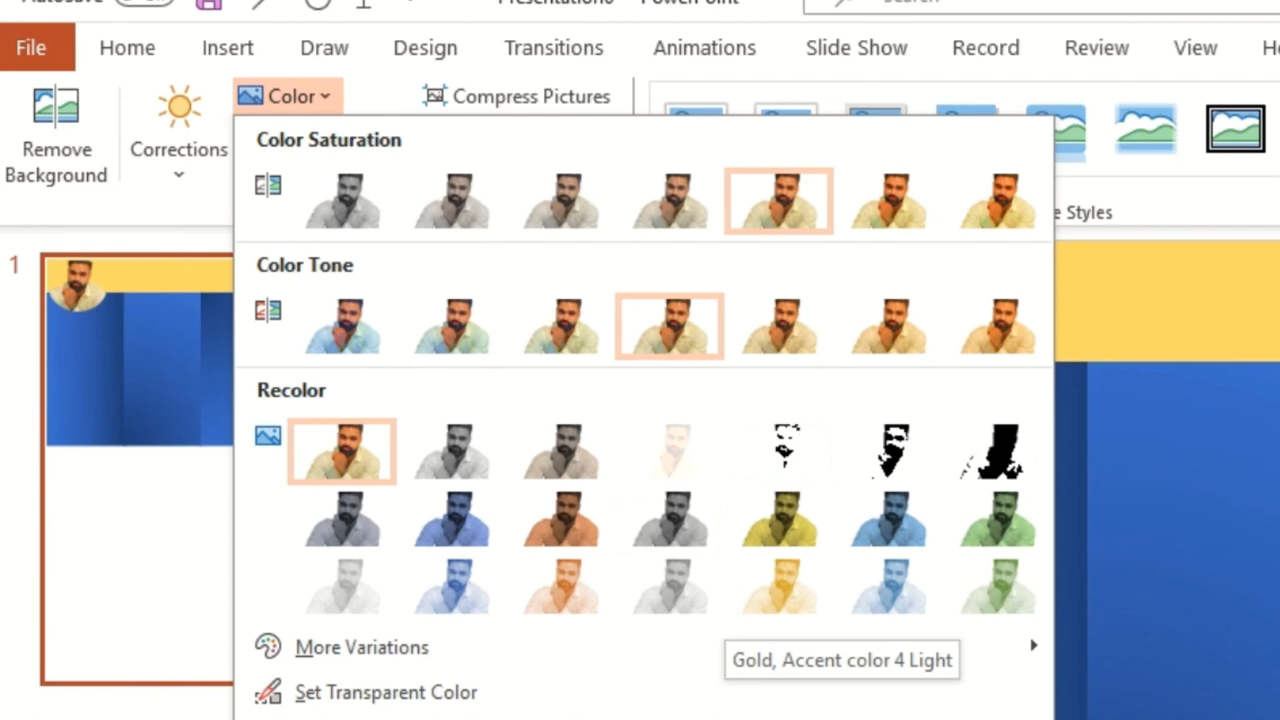 File Home Insert Draw Design Transitions Animations Slide Show Record Review View
Color Compress Pictures
Remove
Background
Corrections
Styles
Color Saturation
1
Color Tone
Recolor
More Variations
Gold, Accent color 4 Light
Set Transparent Color